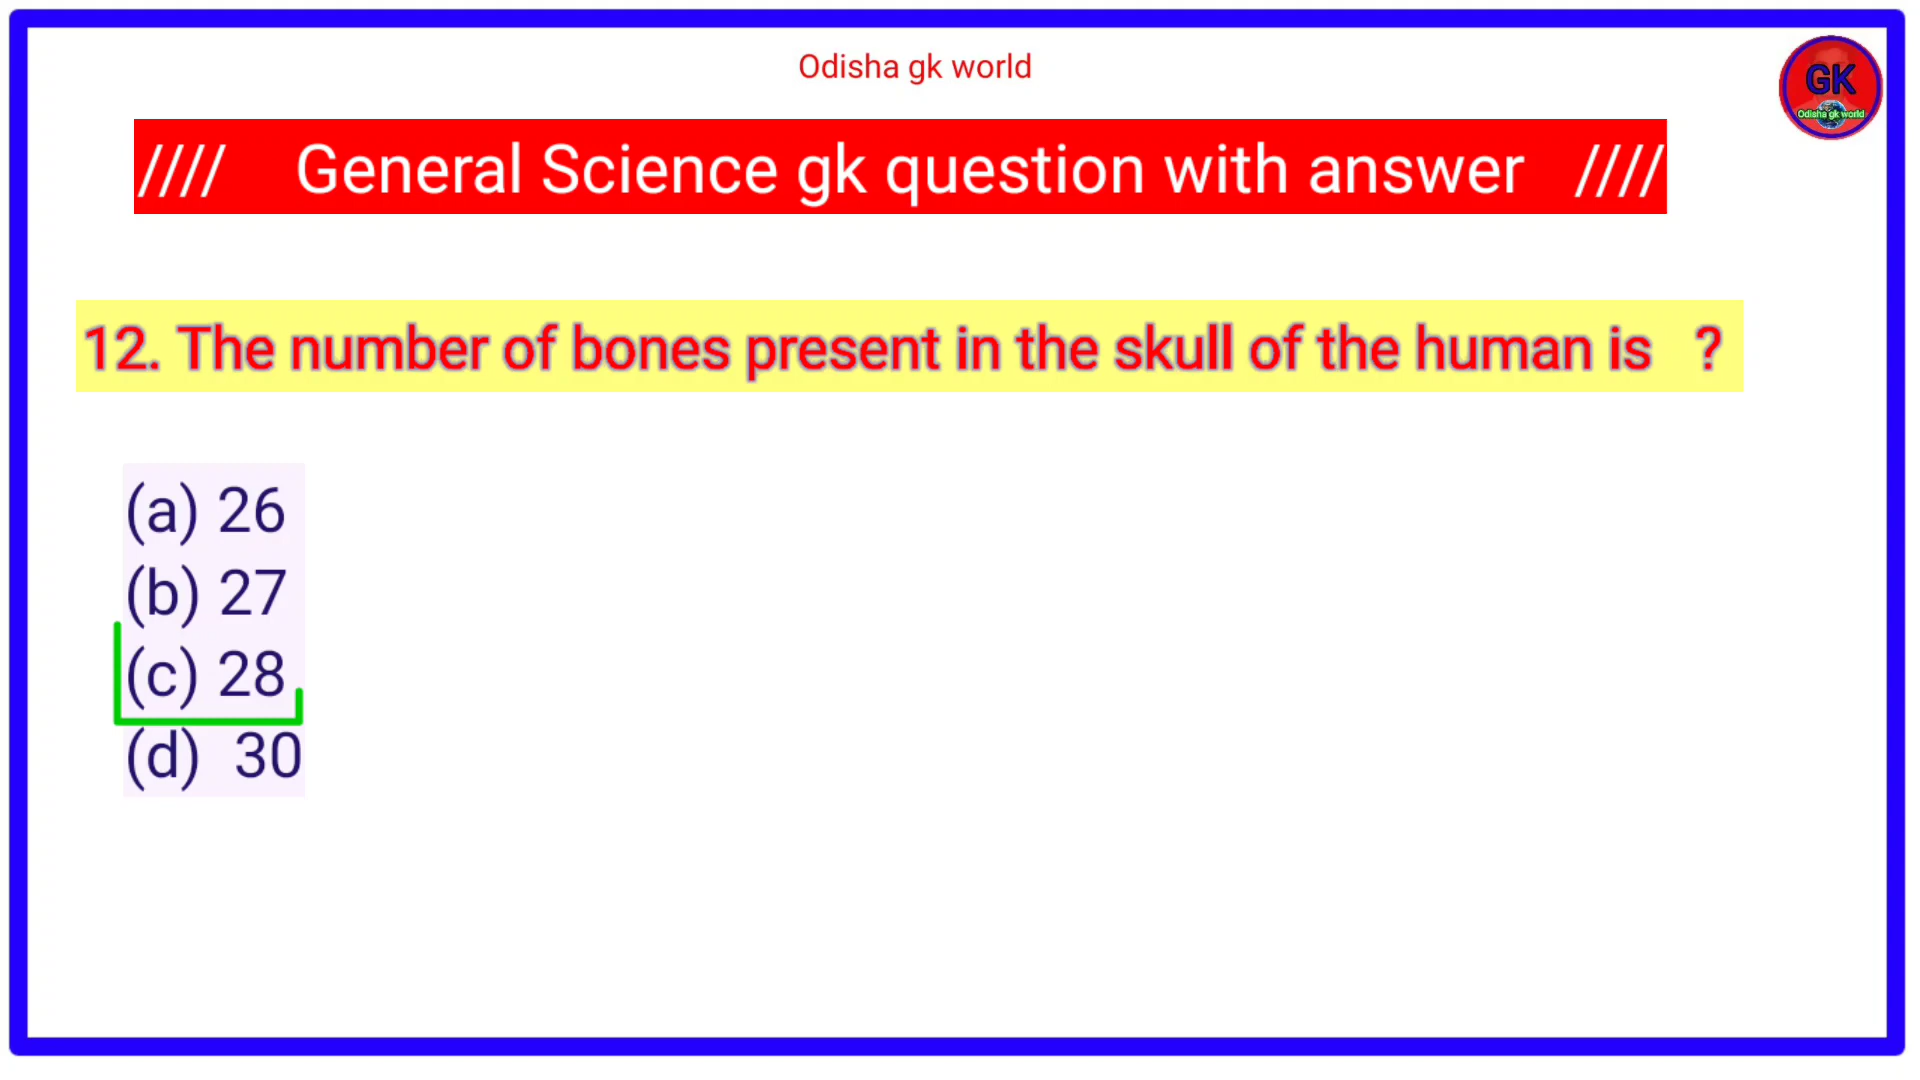 Odisha gk world
GK
Odisha gk world
//// General Science gk question with answer ////
12. The number of bones present in the skull of the human is ?
(a) 26
(b) 27
(c) 28
(d) 30